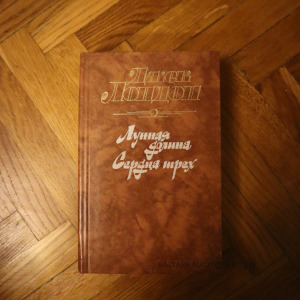 Джек
Лондон
Лунная
долина
Сердца трех